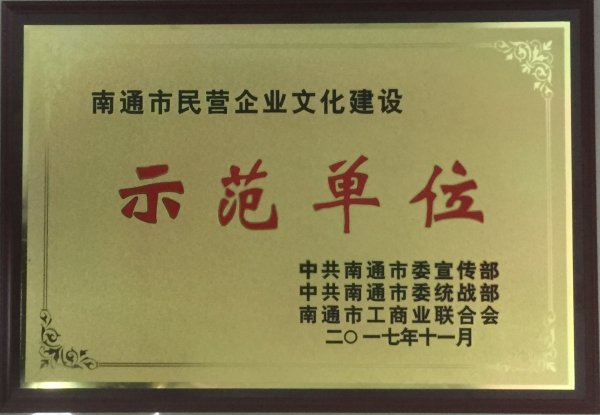 南通市民营企业文化建设
示范单位
中共南通市委宣传部
中共南通市委统战部
南通市工商业联合会
二〇一七年十一月